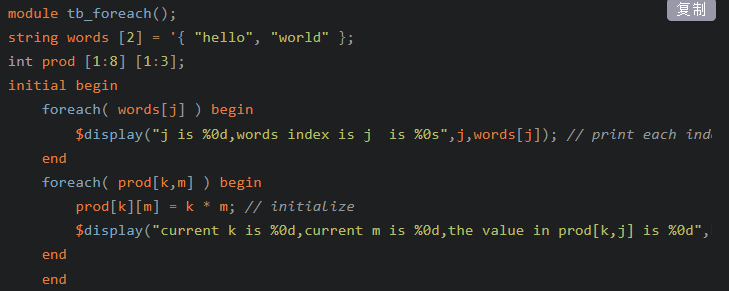 复制
module tb_foreach();
string words [2] = '{ "hello", "world" };
int prod [1:8] [1:3];
initial begin
    foreach( words[j] ) begin
        $display("j is %0d,words index is j  is %0s",j,words[j]); // print each
    end
    foreach( prod[k,m] ) begin
        prod[k][m] = k * m; // initialize
        $display("current k is %0d,current m is %0d,the value in prod[k,j] is %0d",
    end
    end